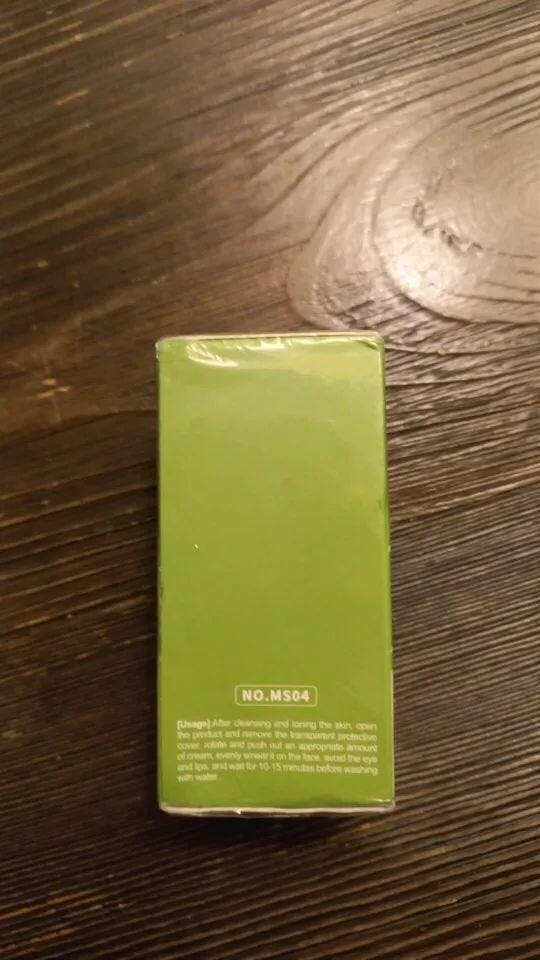 NO.MS04
[Usage] After cleansing and toning the skin, open
the product and remove the transparent protective
cover, rotate and push out an appropriate amount
of cream, evenly smear it on the face, avoid the eye
and lips, and wait for 10-15 minutes before washing
with water.